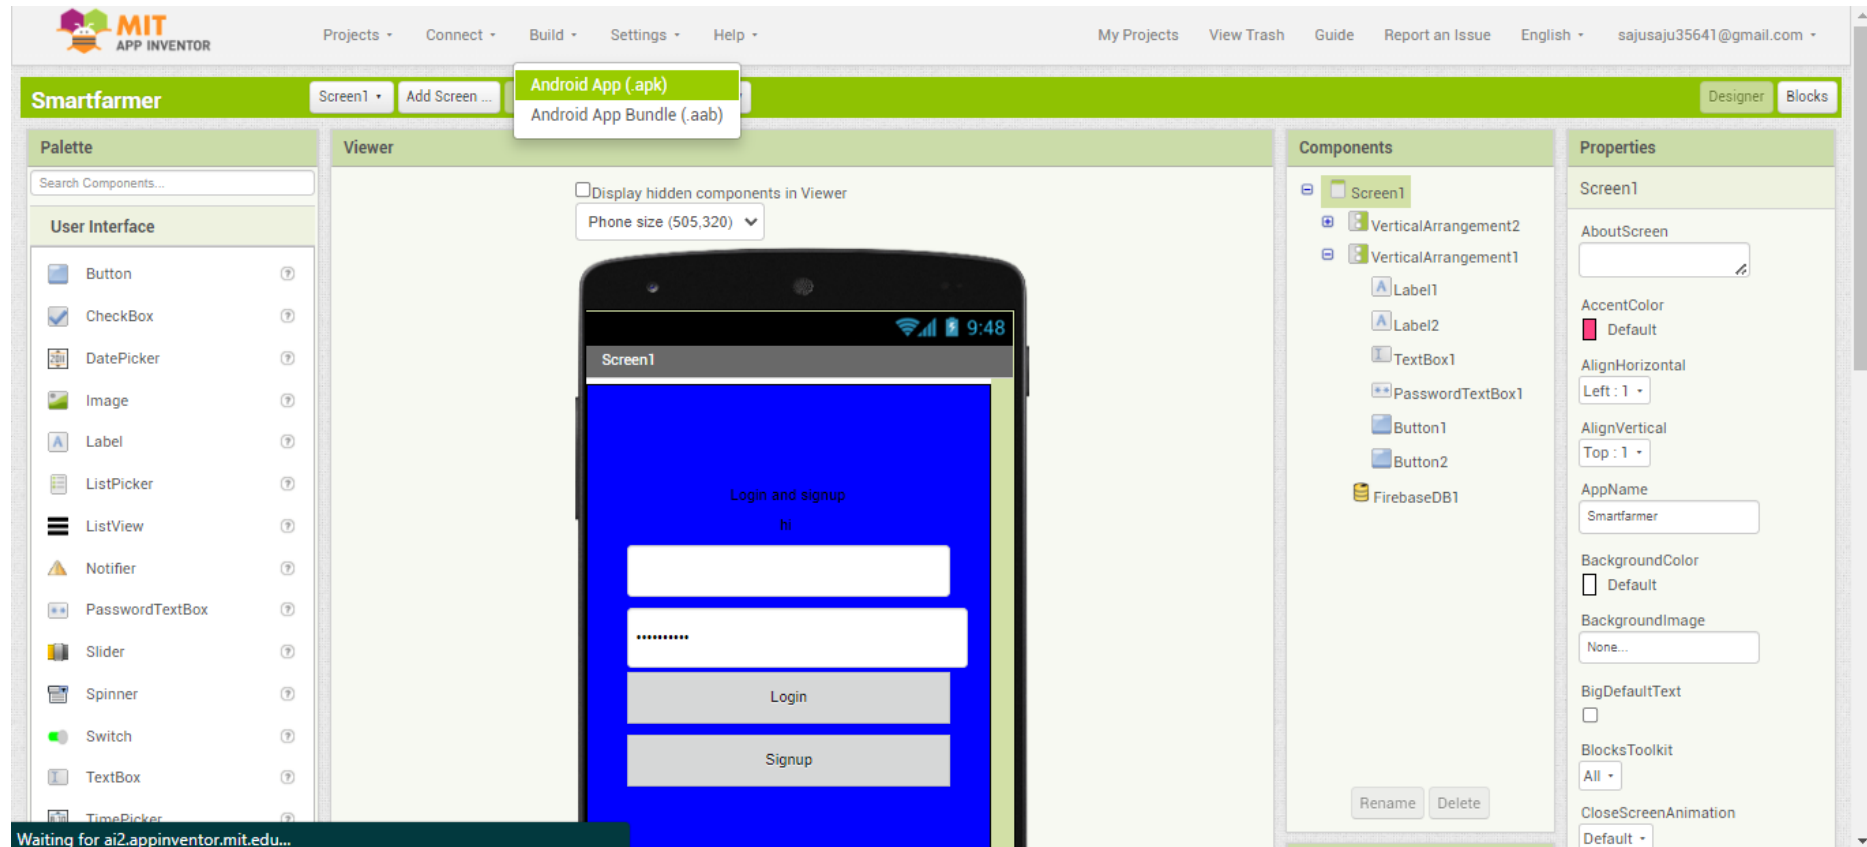 MIT
APP INVENTOR
Projects
Connect
Build
Settings
Help
My Projects
View Trash
Guide
Report an Issue
English
sajusaju35641@gmail.com
Smartfarmer
Screen1
Add Screen ...
Android App (.apk)
Android App Bundle (.aab)
Designer
Blocks
Palette
Search Components...
User Interface
Button
CheckBox
DatePicker
Image
Label
ListPicker
ListView
Notifier
PasswordTextBox
Slider
Spinner
Switch
TextBox
TimePicker
Waiting for ai2.appinventor.mit.edu...
Viewer
Display hidden components in Viewer
Phone size (505,320)
9:48
Screen1
Login and signup
hi
••••••••••
Login
Signup
Components
Screen1
VerticalArrangement2
VerticalArrangement1
Label1
Label2
TextBox1
PasswordTextBox1
Button1
Button2
FirebaseDB1
Rename
Delete
Properties
Screen1
AboutScreen
AccentColor
Default
AlignHorizontal
Left : 1
AlignVertical
Top : 1
AppName
Smartfarmer
BackgroundColor
Default
BackgroundImage
None...
BigDefaultText
BlocksToolkit
All
CloseScreenAnimation
Default